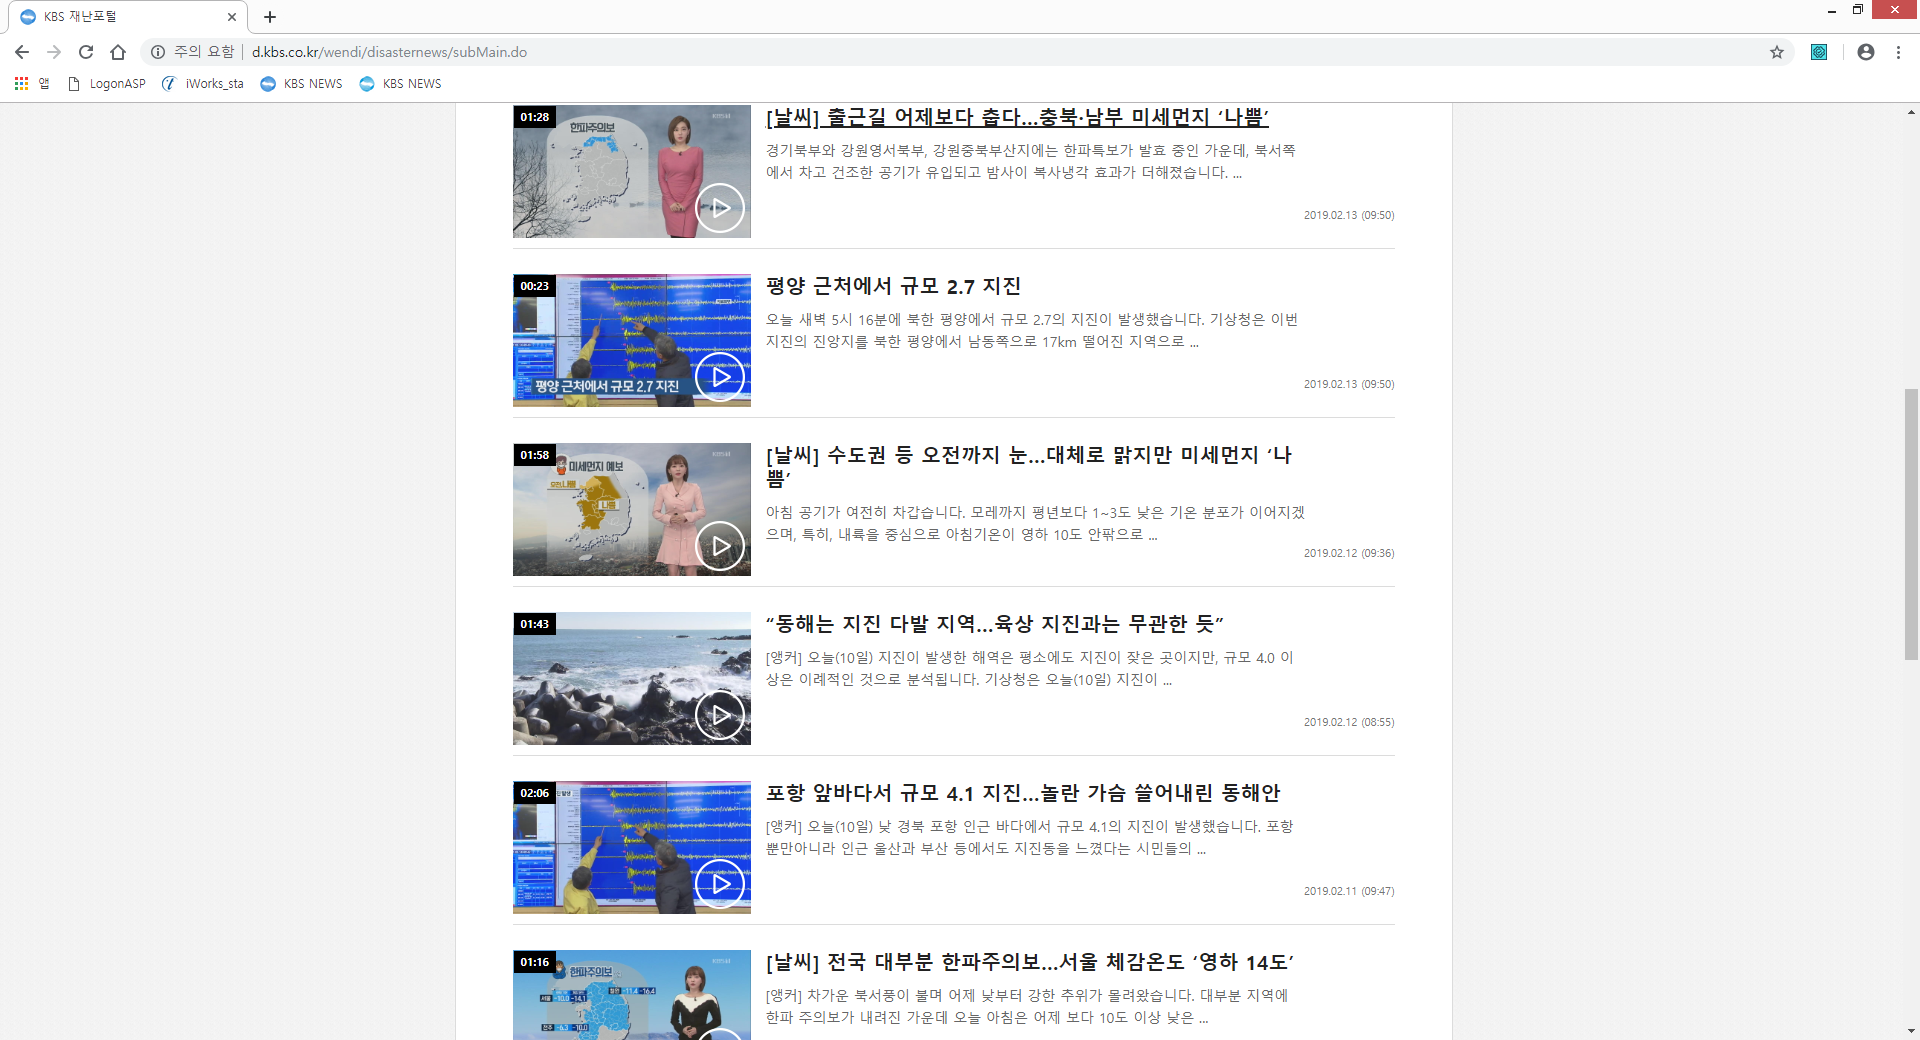 KBS 재난포털
주의 요함 | d.kbs.co.kr/wendi/disasternews/subMain.do
앱 LogonASP iWorks_sta KBS NEWS KBS NEWS
01:28
한파주의보
[날씨] 출근길 어제보다 춥다…충북·남부 미세먼지 ‘나쁨’
경기북부와 강원영서북부, 강원중북부산지에는 한파특보가 발효 중인 가운데, 북서쪽
에서 차고 건조한 공기가 유입되고 밤사이 복사냉각 효과가 더해졌습니다. ...
2019.02.13 (09:50)
00:23
평양 근처에서 규모 2.7 지진
평양 근처에서 규모 2.7 지진
오늘 새벽 5시 16분에 북한 평양에서 규모 2.7의 지진이 발생했습니다. 기상청은 이번
지진의 진앙지를 북한 평양에서 남동쪽으로 17km 떨어진 지역으로 ...
2019.02.13 (09:50)
01:58
미세먼지 예보
오전,나쁨
나쁨
[날씨] 수도권 등 오전까지 눈…대체로 맑지만 미세먼지 ‘나
쁨’
아침 공기가 여전히 차갑습니다. 모레까지 평년보다 1~3도 낮은 기온 분포가 이어지겠
으며, 특히, 내륙을 중심으로 아침기온이 영하 10도 안팎으로 ...
2019.02.12 (09:36)
01:43
“동해는 지진 다발 지역…육상 지진과는 무관한 듯”
[앵커] 오늘(10일) 지진이 발생한 해역은 평소에도 지진이 잦은 곳이지만, 규모 4.0 이
상은 이례적인 것으로 분석됩니다. 기상청은 오늘(10일) 지진이 ...
2019.02.12 (08:55)
02:06
포항 앞바다서 규모 4.1 지진…놀란 가슴 쓸어내린 동해안
[앵커] 오늘(10일) 낮 경북 포항 인근 바다에서 규모 4.1의 지진이 발생했습니다. 포항
뿐만아니라 인근 울산과 부산 등에서도 지진동을 느꼈다는 시민들의 ...
2019.02.11 (09:47)
01:16
한파주의보
서울 -10.0 -14.1
철원 -11.4 -16.4
전주 -6.3 -10.0
[날씨] 전국 대부분 한파주의보…서울 체감온도 ‘영하 14도’
[앵커] 차가운 북서풍이 불며 어제 낮부터 강한 추위가 몰려왔습니다. 대부분 지역에
한파 주의보가 내려진 가운데 오늘 아침은 어제 보다 10도 이상 낮은 ...